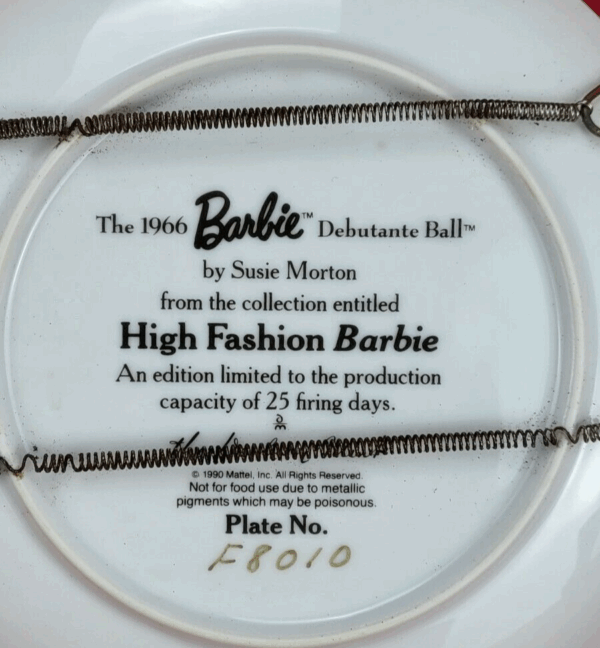 The 1966 Barbie™ Debutante Ball™
by Susie Morton
from the collection entitled
High Fashion Barbie
An edition limited to the production
capacity of 25 firing days.
© 1990 Mattel, Inc. All Rights Reserved
Not for food use due to metallic
pigments which may be poisonous.
Plate No.
F8010